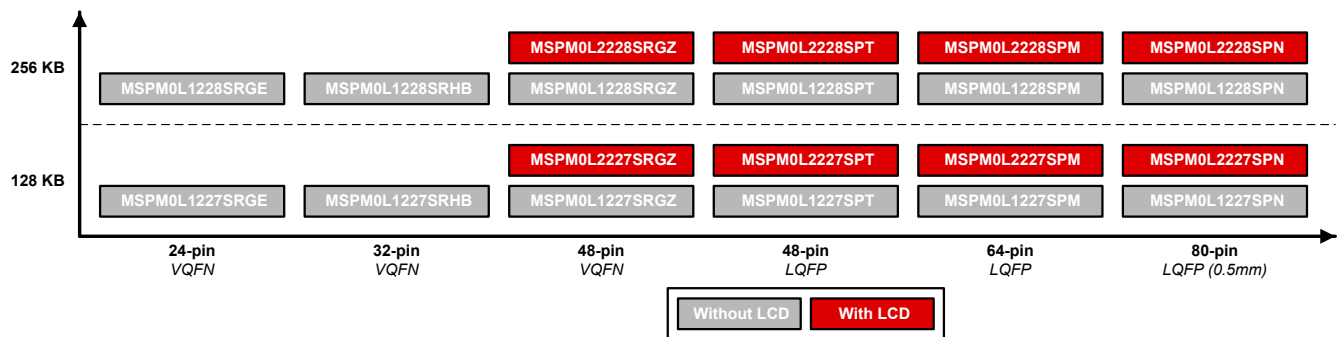 MSPM0L2228SRGZ MSPM0L2228SPT MSPM0L2228SPM MSPM0L2228SPN
256 KB
MSPM0L1228SRGE MSPM0L1228SRHB MSPM0L1228SRGZ MSPM0L1228SPT MSPM0L1228SPM MSPM0L1228SPN
MSPM0L2227SRGZ MSPM0L2227SPT MSPM0L2227SPM MSPM0L2227SPN
128 KB
MSPM0L1227SRGE MSPM0L1227SRHB MSPM0L1227SRGZ MSPM0L1227SPT MSPM0L1227SPM MSPM0L1227SPN
24-pin 32-pin 48-pin 48-pin 64-pin 80-pin
VQFN VQFN VQFN LQFP LQFP LQFP (0.5mm)
Without LCD With LCD